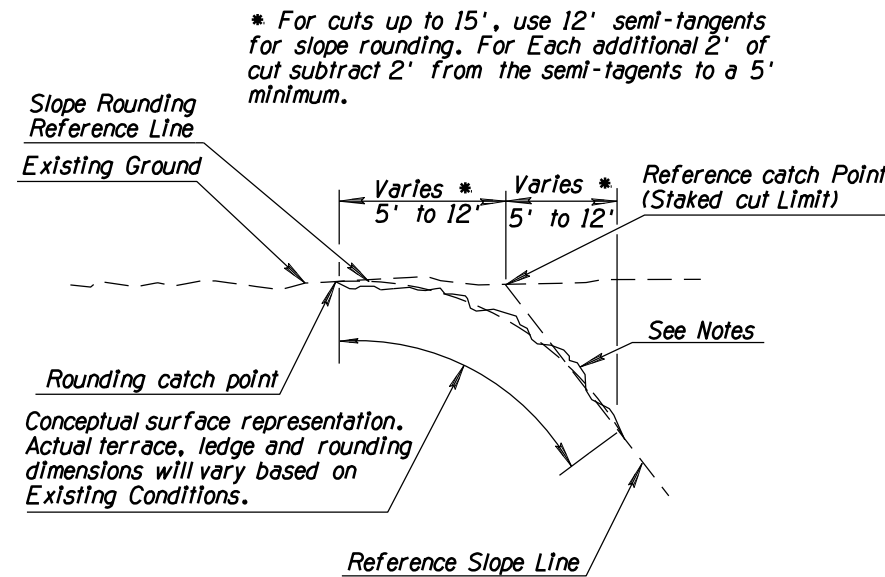 * For cuts up to 15', use 12' semi-tangents
for slope rounding. For Each additional 2' of
cut subtract 2' from the semi-tagents to a 5'
minimum.
Slope Rounding
Reference Line
Existing Ground
Varies *
5' to 12'
Varies *
5' to 12'
Reference catch Point
(Staked cut Limit)
See Notes
Rounding catch point
Conceptual surface representation.
Actual terrace, ledge and rounding
dimensions will vary based on
Existing Conditions.
Reference Slope Line